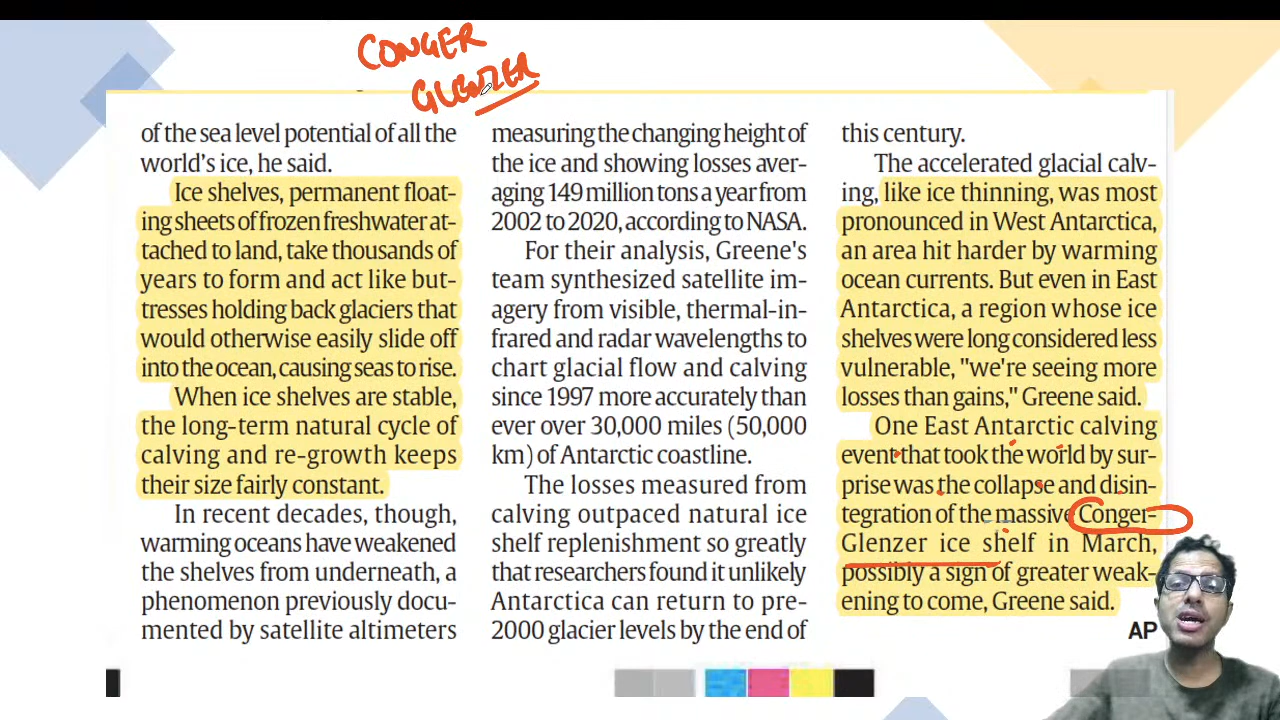 CONGER
GLENZER
of the sea level potential of all the
world's ice, he said.
Ice shelves, permanent float-
ing sheets of frozen freshwater at-
tached to land, take thousands of
years to form and act like but-
tresses holding back glaciers that
would otherwise easily slide off
into the ocean, causing seas to rise.
When ice shelves are stable,
the long-term natural cycle of
calving and re-growth keeps
their size fairly constant.
In recent decades, though,
warming oceans have weakened
the shelves from underneath, a
phenomenon previously docu-
mented by satellite altimeters
measuring the changing height of
the ice and showing losses aver-
aging 149 million tons a year from
2002 to 2020, according to NASA.
For their analysis, Greene's
team synthesized satellite im-
agery from visible, thermal-in-
frared and radar wavelengths to
chart glacial flow and calving
since 1997 more accurately than
ever over 30,000 miles (50,000
km) of Antarctic coastline.
The losses measured from
calving outpaced natural ice
shelf replenishment so greatly
that researchers found it unlikely
Antarctica can return to pre-
2000 glacier levels by the end of
this century.
The accelerated glacial calv-
ing, like ice thinning, was most
pronounced in West Antarctica,
an area hit harder by warming
ocean currents. But even in East
Antarctica, a region whose ice
shelves were long considered less
vulnerable, "we're seeing more
losses than gains," Greene said.
One East Antarctic calving
event that took the world by sur-
prise was the collapse and disin-
tegration of the massive Conger-
Glenzer ice shelf in March,
possibly a sign of greater weak-
ening to come, Greene said.
AP